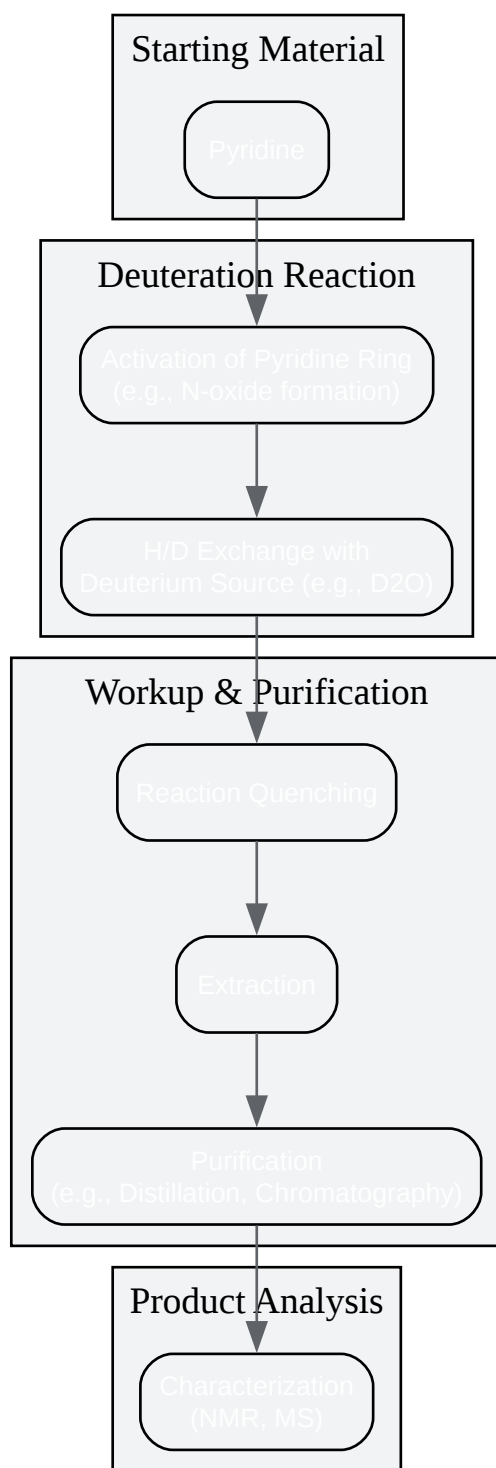 Starting Material
Pyridine
Deuteration Reaction
Activation of Pyridine Ring
(e.g., N-oxide formation)
H/D Exchange with
Deuterium Source (e.g., D2O)
Workup & Purification
Reaction Quenching
Extraction
Purification
(e.g., Distillation, Chromatography)
Product Analysis
Characterization
(NMR, MS)